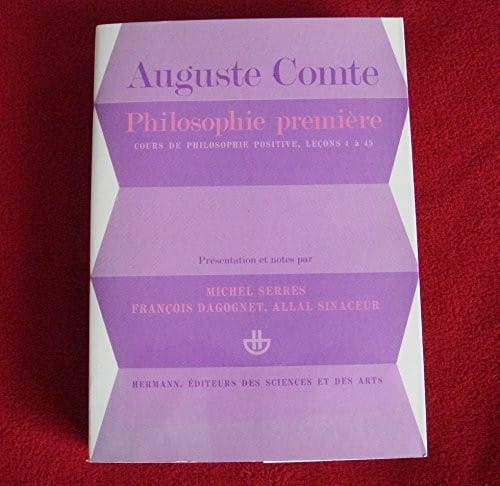 Auguste Comte
Philosophie première
COURS DE PHILOSOPHIE POSITIVE, LEÇONS 1 à 45
Présentation et notes par
MICHEL SERRES
FRANÇOIS DAGOGNET, ALLAL SINACEUR
HERMANN, ÉDITEURS DES SCIENCES ET DES ARTS